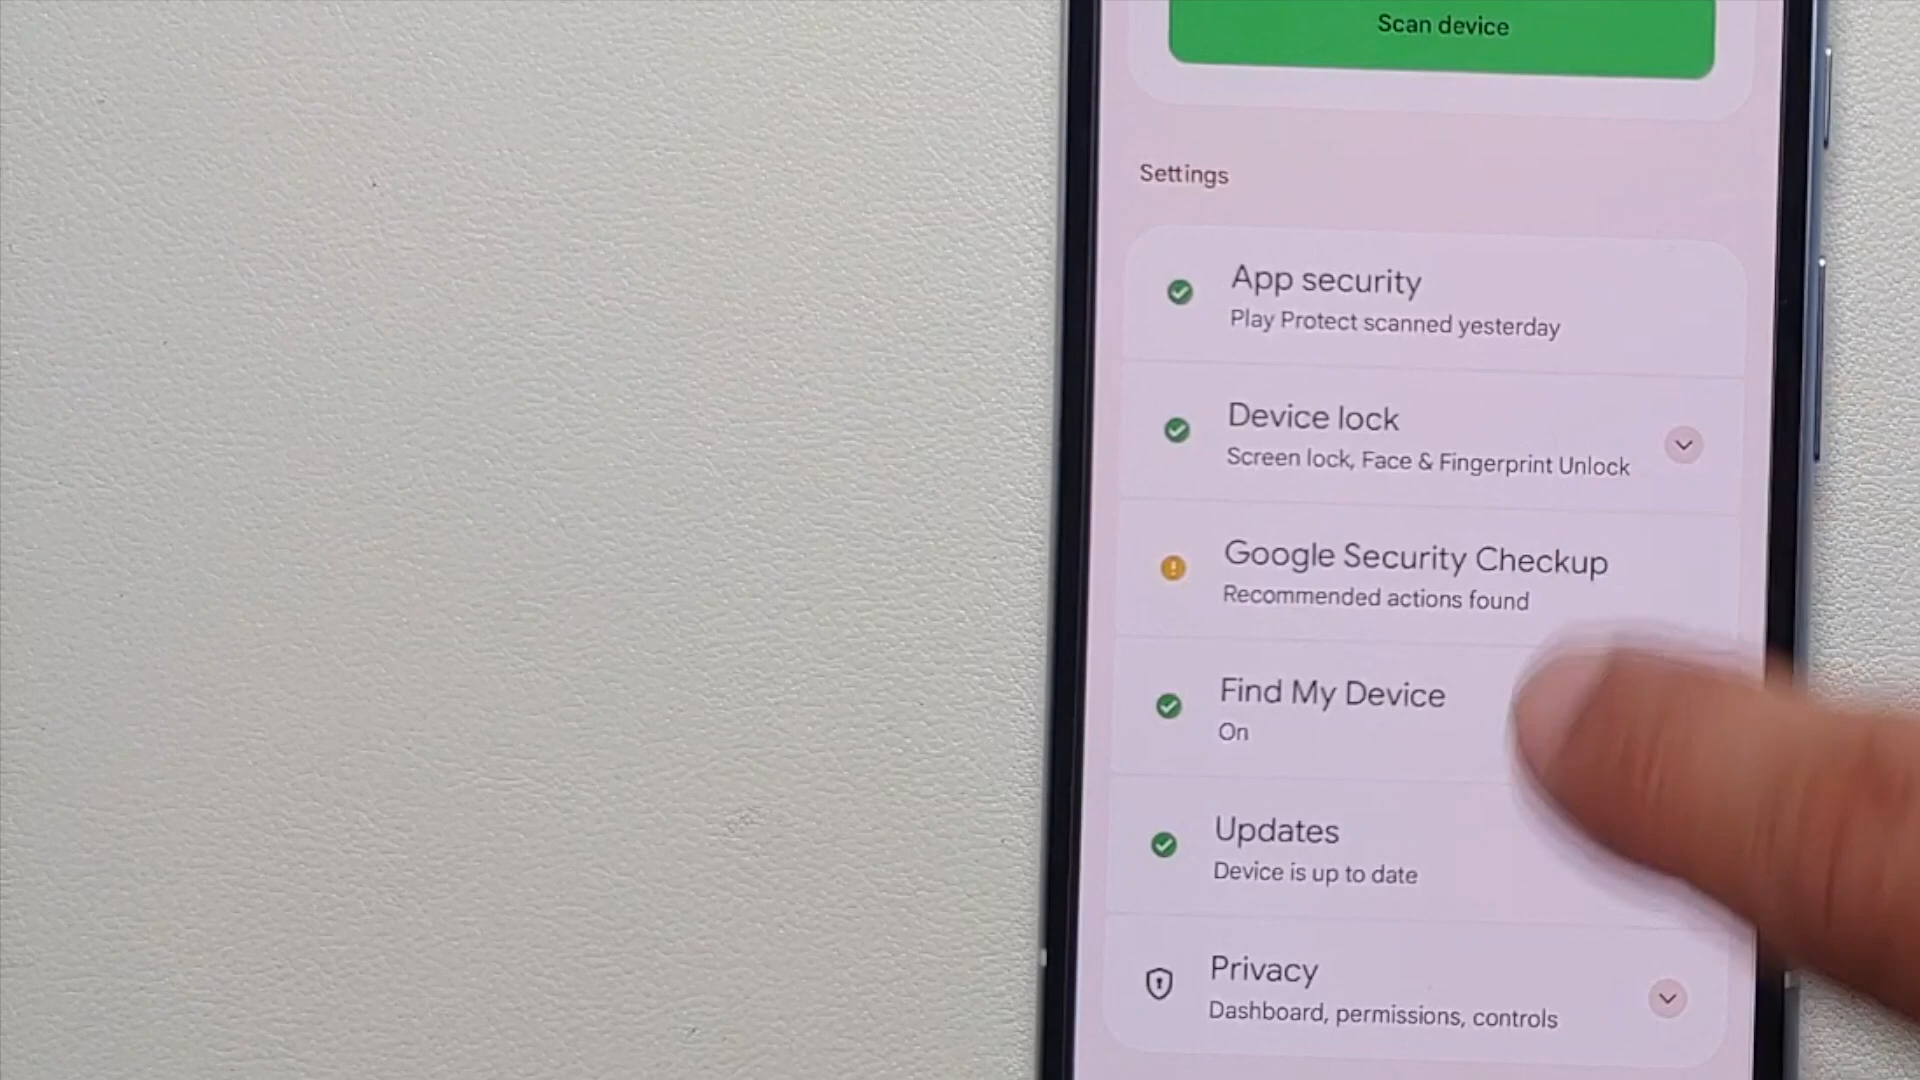 Scan device
Settings
App security
Play Protect scanned yesterday
Device lock
Screen lock, Face & Fingerprint Unlock
Google Security Checkup
Recommended actions found
Find My Device
On
Updates
Device is up to date
Privacy
Dashboard, permissions, controls